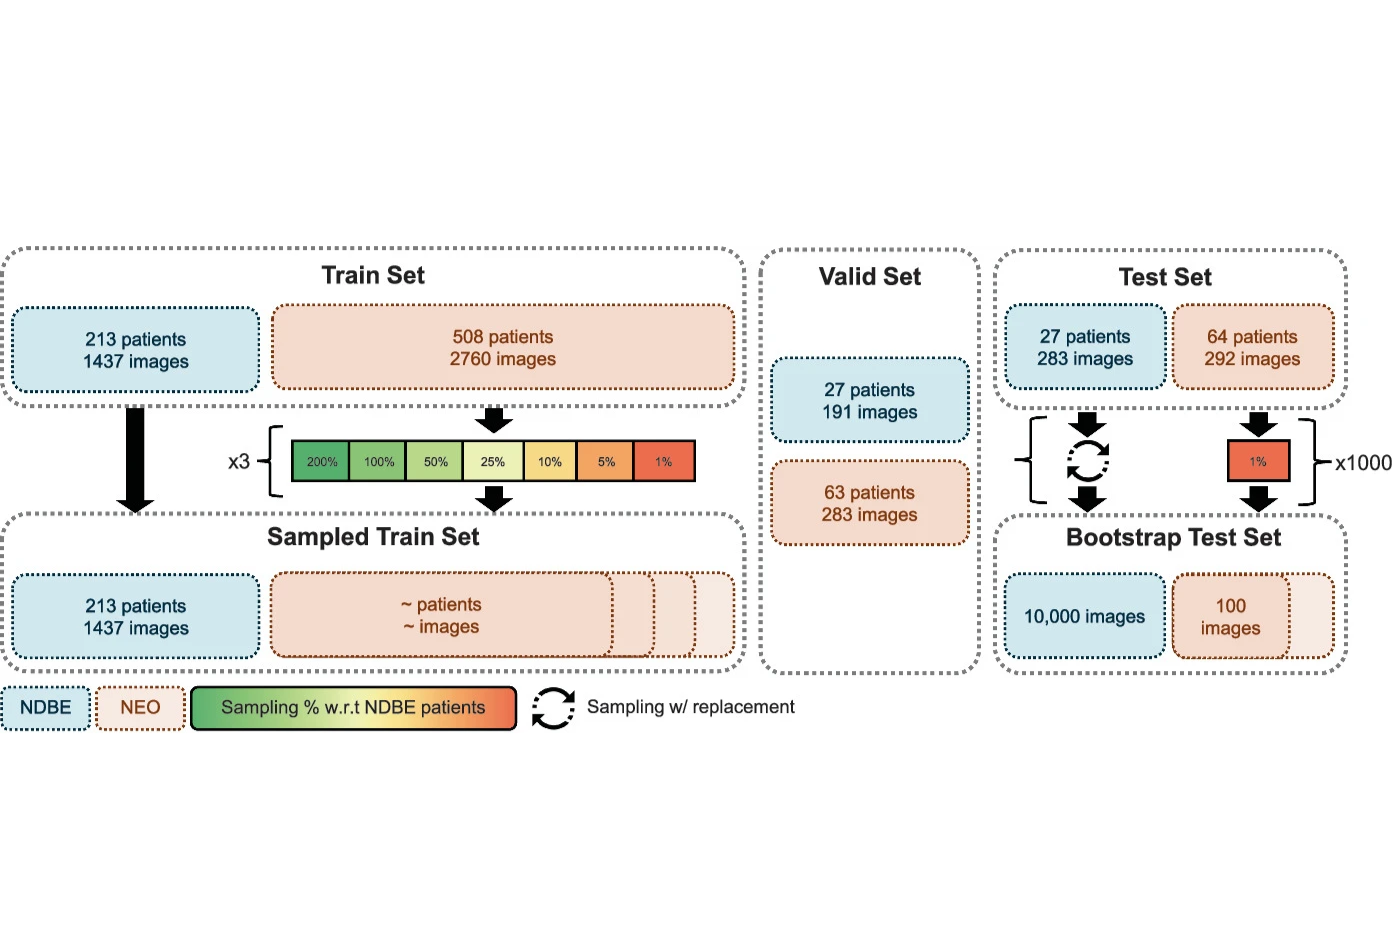 Train Set
213 patients
1437 images
508 patients
2760 images
x3
200%
100%
50%
25%
10%
5%
1%
Sampled Train Set
213 patients
1437 images
~ patients
~ images
Valid Set
27 patients
191 images
63 patients
283 images
Test Set
27 patients
283 images
64 patients
292 images
1%
x1000
Bootstrap Test Set
10,000 images
100
images
NDBE
NEO
Sampling % w.r.t NDBE patients
Sampling w/ replacement